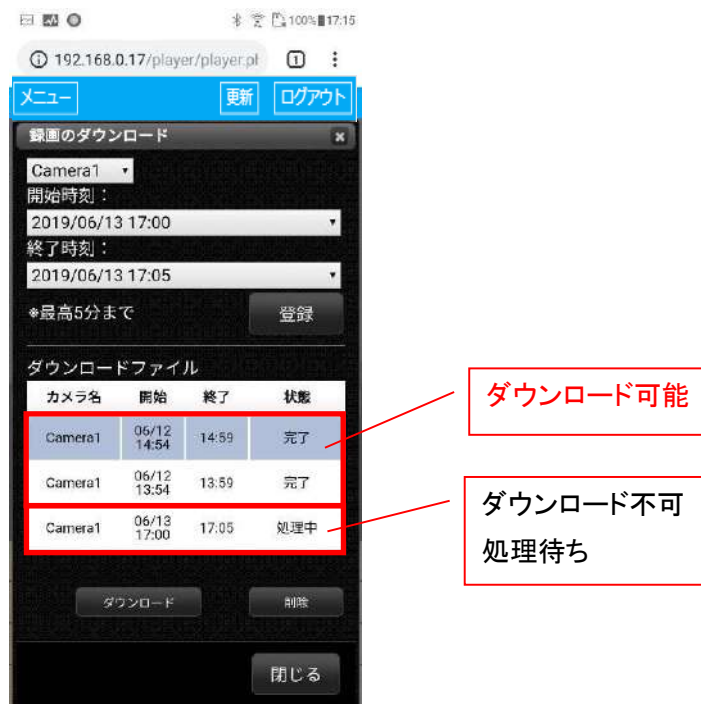 100% 17:15
192.168.0.17/player/player.ph
1
メニュー 更新 ログアウト
録画のダウンロード
Camera1
開始時刻：
2019/06/13 17:00
終了時刻：
2019/06/13 17:05
※最高5分まで 登録
ダウンロードファイル
カメラ名 開始 終了 状態
Camera1 06/12 14:54 14:59 完了
Camera1 06/12 13:54 13:59 完了
Camera1 06/13 17:00 17:05 処理中
ダウンロード 削除
閉じる
ダウンロード可能
ダウンロード不可
処理待ち